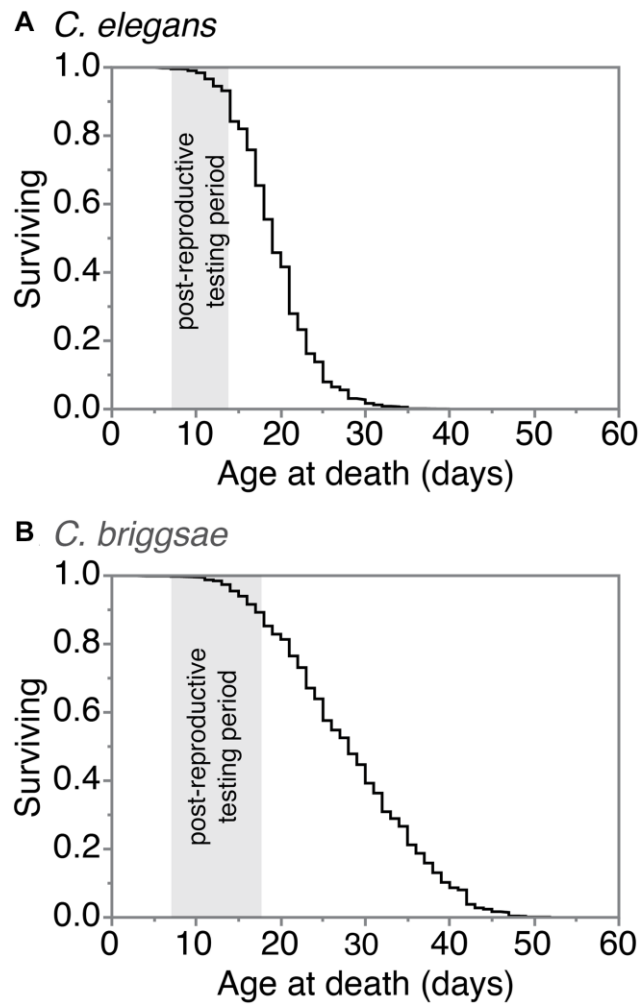 A C. elegans
1.0
0.8
0.6
0.4
0.2
0.0
Surviving
post-reproductive
testing period
0 10 20 30 40 50 60
Age at death (days)
B C. briggsae
1.0
0.8
0.6
0.4
0.2
0.0
Surviving
post-reproductive
testing period
0 10 20 30 40 50 60
Age at death (days)